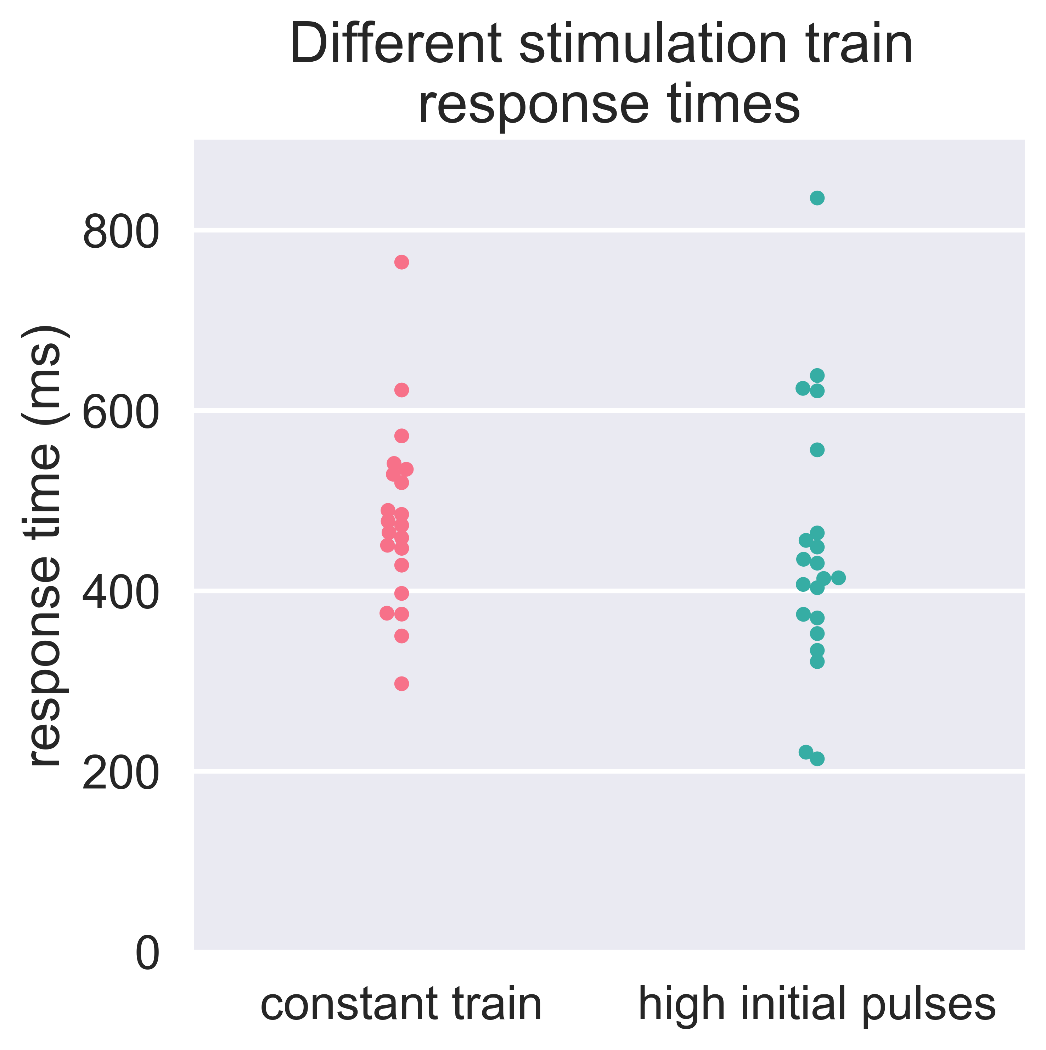 Different stimulation train
response times
response time (ms)
800
600
400
200
0
constant train
high initial pulses